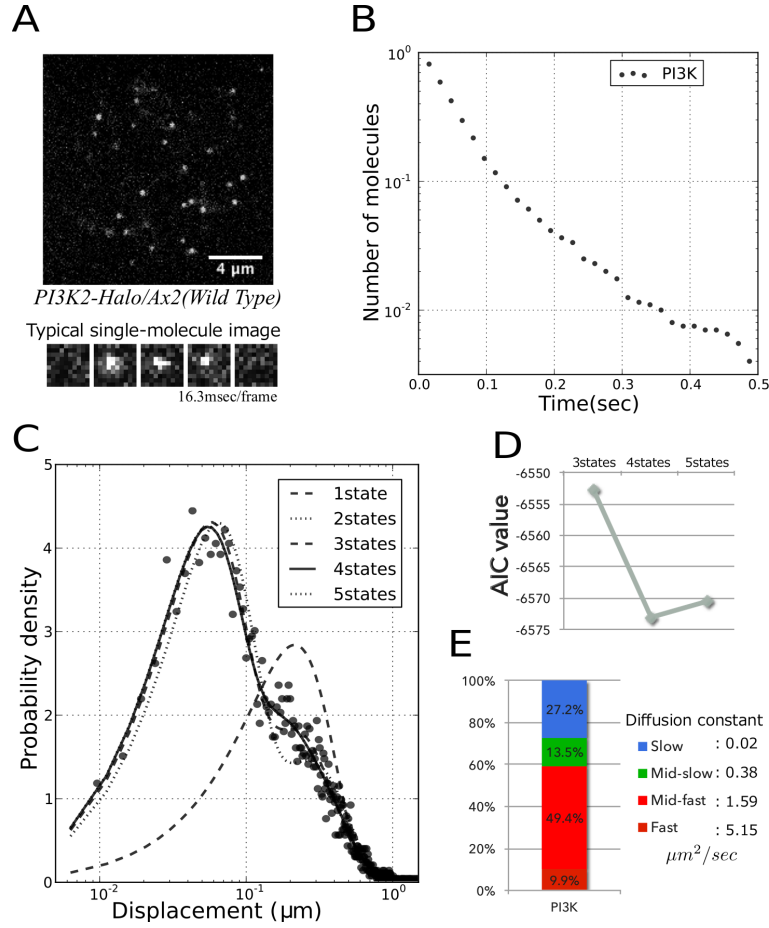 A
4 μm
PI3K2-Halo/Ax2(Wild Type)
Typical single-molecule image
16.3msec/frame
B
10^0
10^-1
10^-2
Number of molecules
PI3K
0.0 0.1 0.2 0.3 0.4 0.5
Time(sec)
C
5
4
3
2
1
0
Probability density
1state
2states
3states
4states
5states
10^-2 10^-1 10^0
Displacement (μm)
D
3states 4states 5states
-6550
-6555
-6560
-6565
-6570
-6575
AIC value
E
100%
80%
60%
40%
20%
0%
27.2%
13.5%
49.4%
9.9%
PI3K
Diffusion constant
Slow : 0.02
Mid-slow : 0.38
Mid-fast : 1.59
Fast : 5.15
μm^2/sec